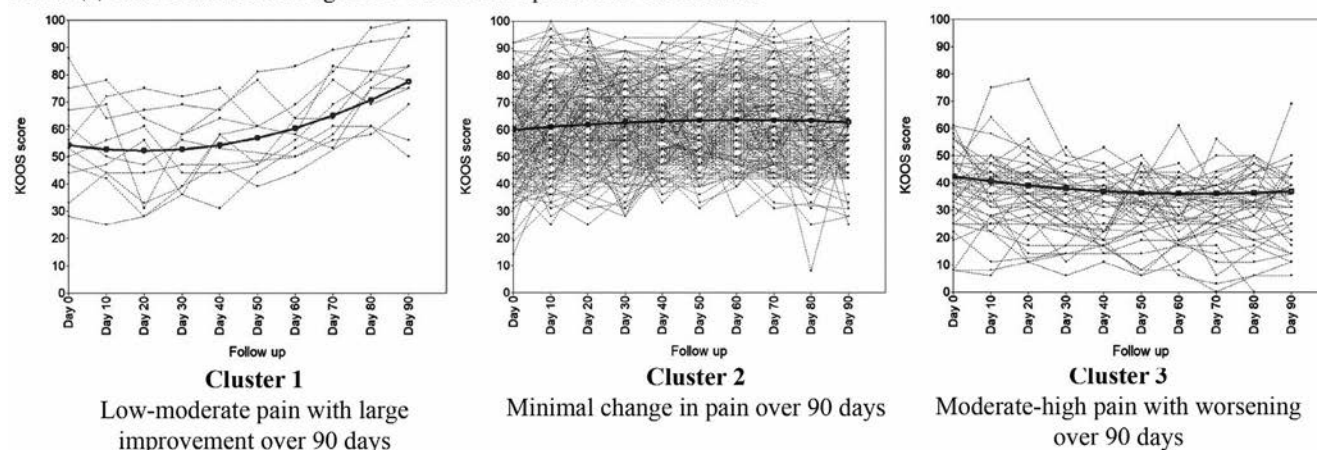 KOOS score
100
90
80
70
60
50
40
30
20
10
0
Day 0
Day 10
Day 20
Day 30
Day 40
Day 50
Day 60
Day 70
Day 80
Day 90
Follow up
Cluster 1
Low-moderate pain with large
improvement over 90 days
KOOS score
100
90
80
70
60
50
40
30
20
10
0
Day 0
Day 10
Day 20
Day 30
Day 40
Day 50
Day 60
Day 70
Day 80
Day 90
Follow up
Cluster 2
Minimal change in pain over 90 days
KOOS score
100
90
80
70
60
50
40
30
20
10
0
Day 0
Day 10
Day 20
Day 30
Day 40
Day 50
Day 60
Day 70
Day 80
Day 90
Follow up
Cluster 3
Moderate-high pain with worsening
over 90 days